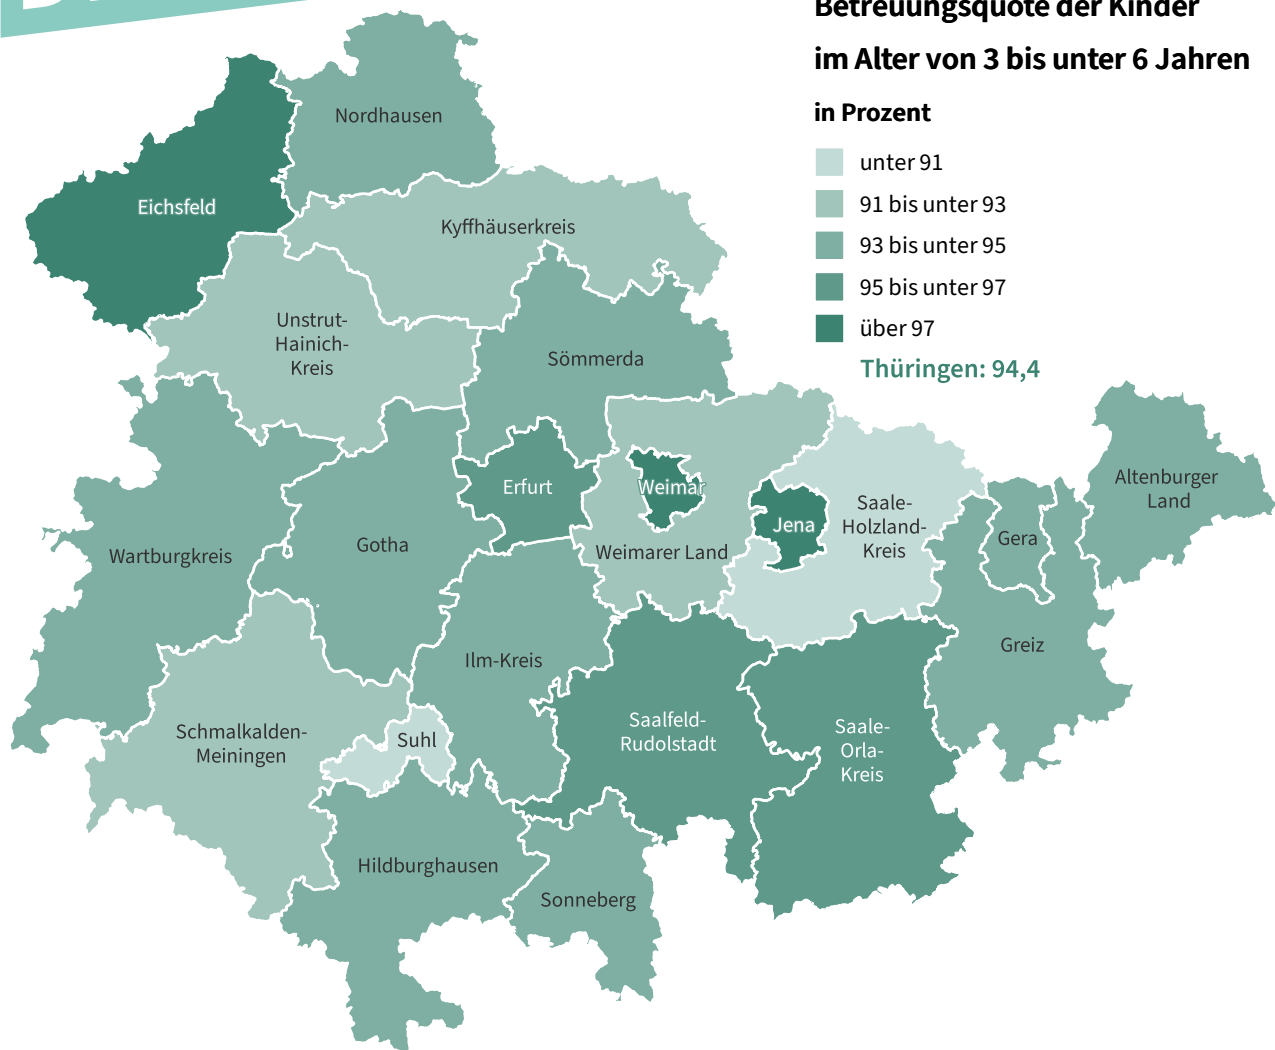 Betreuungsquote der Kinder
im Alter von 3 bis unter 6 Jahren
in Prozent
unter 91
91 bis unter 93
93 bis unter 95
95 bis unter 97
über 97
Thüringen: 94,4
Nordhausen
Eichsfeld
Kyffhäuserkreis
Unstrut-
Hainich-
Kreis
Sömmerda
Altenburger
Land
Erfurt
Weimar
Jena
Saale-
Holzland-
Kreis
Gera
Wartburgkreis
Gotha
Weimarer Land
Greiz
Ilm-Kreis
Schmalkalden-
Meiningen
Suhl
Saalfeld-
Rudolstadt
Saale-
Orla-
Kreis
Hildburghausen
Sonneberg